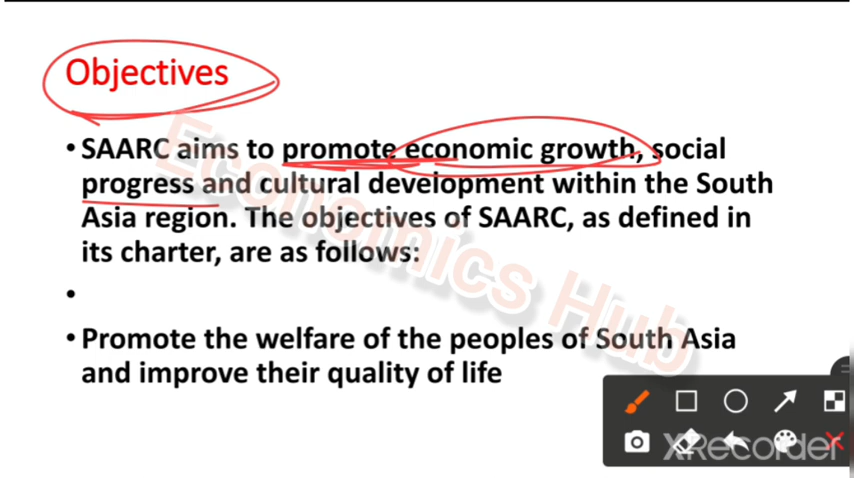 Objectives
• SAARC aims to promote economic growth, social
progress and cultural development within the South
Asia region. The objectives of SAARC, as defined in
its charter, are as follows:
•
• Promote the welfare of the peoples of South Asia
and improve their quality of life
Economics Hub
XRecorder